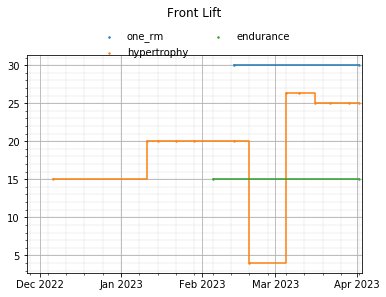 Front Lift
one_rm
endurance
hypertrophy
30
25
20
15
10
5
Dec 2022
Jan 2023
Feb 2023
Mar 2023
Apr 2023